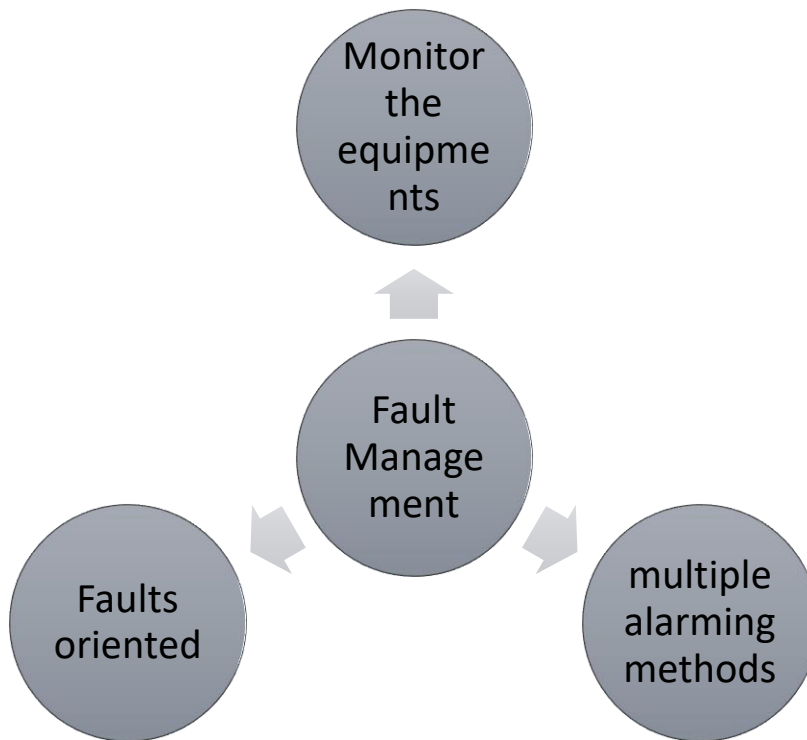 Monitor
the
equipme
nts
Fault
Manage
ment
Faults
oriented
multiple
alarming
methods